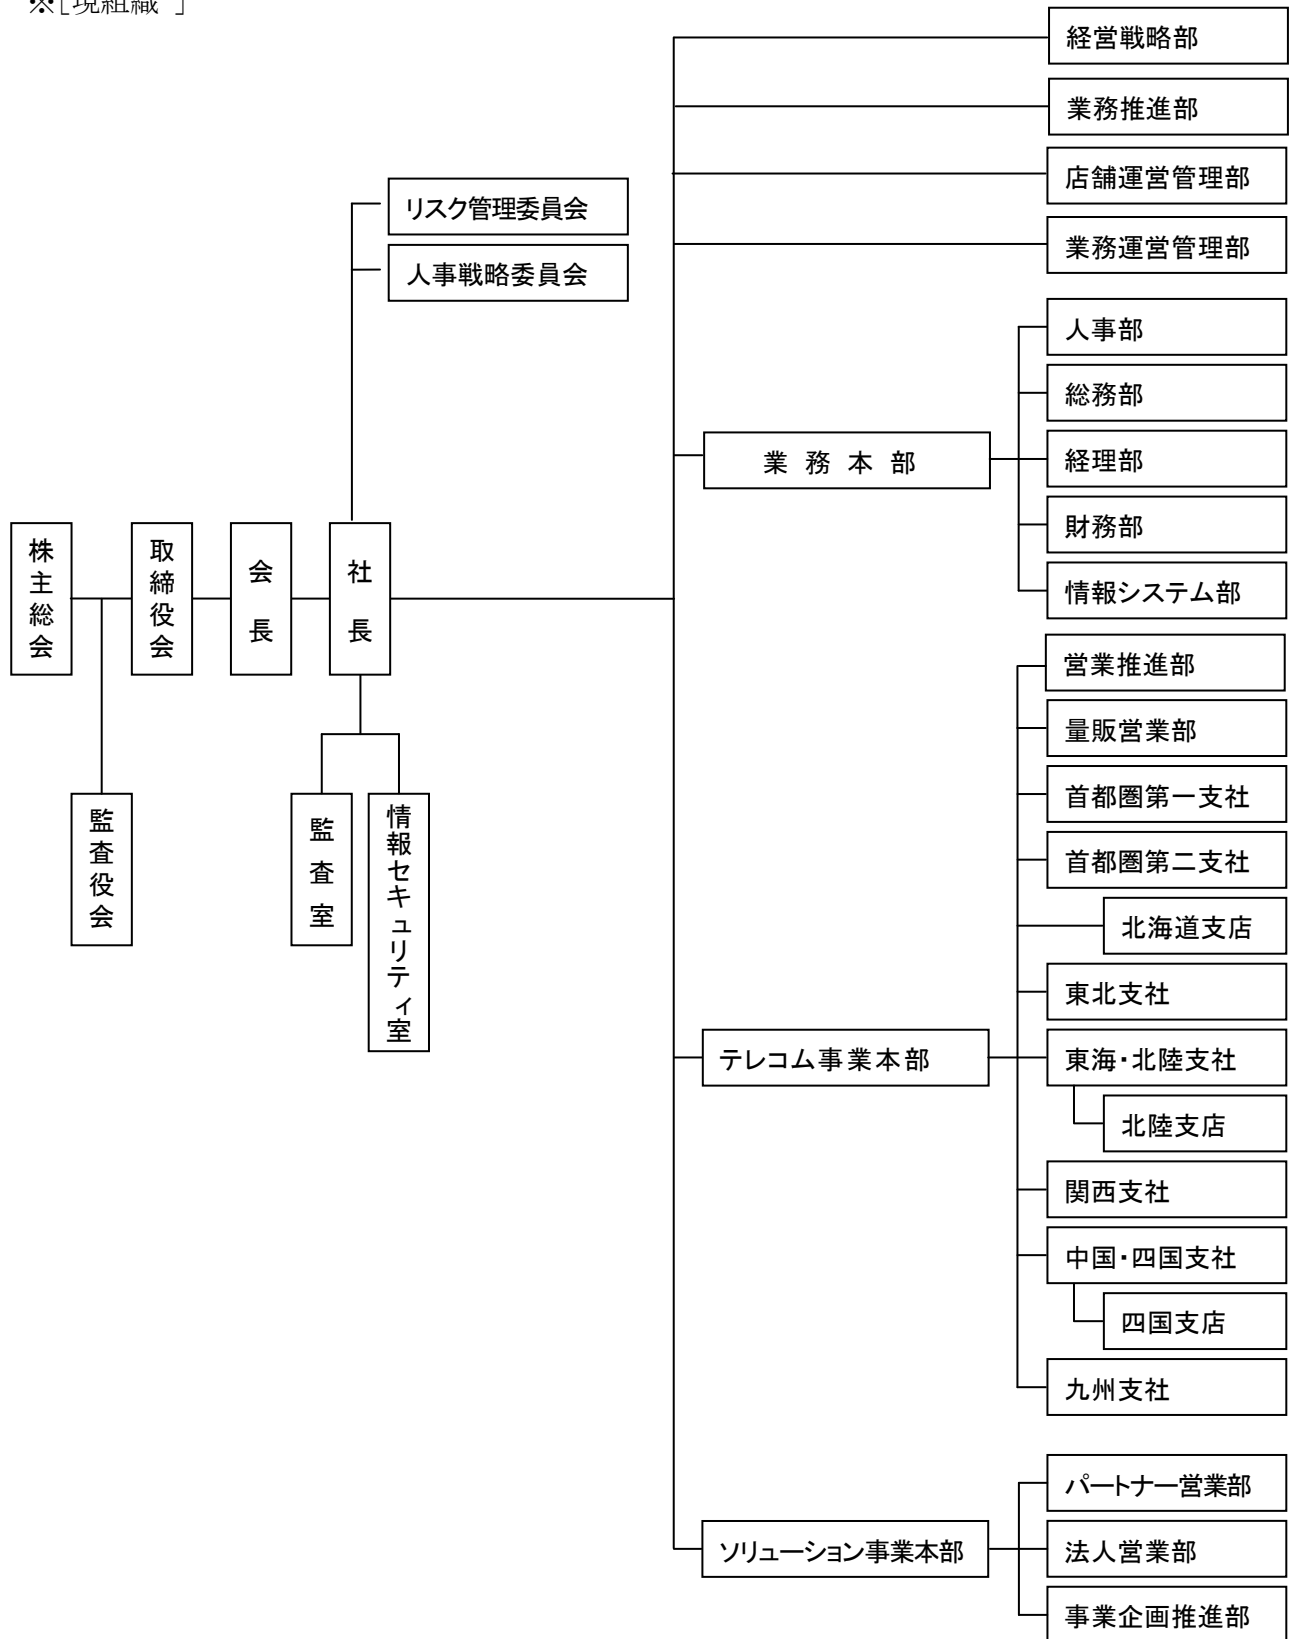 ※[現組織 ]
経営戦略部
業務推進部
店舗運営管理部
業務運営管理部
リスク管理委員会
人事戦略委員会
人事部
総務部
経理部
財務部
情報システム部
業務本部
株主総会
取締役会
会長
社長
監査役会
監査室
情報セキュリティ室
営業推進部
量販営業部
首都圏第一支社
首都圏第二支社
北海道支店
東北支社
テレコム事業本部
東海・北陸支社
北陸支店
関西支社
中国・四国支社
四国支店
九州支社
パートナー営業部
ソリューション事業本部
法人営業部
事業企画推進部